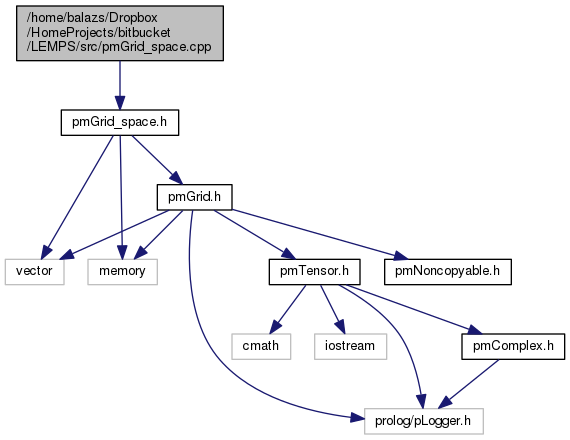 /home/balazs/Dropbox
/HomeProjects/bitbucket
/LEMPS/src/pmGrid_space.cpp
pmGrid_space.h
pmGrid.h
vector
memory
pmTensor.h
pmNoncopyable.h
cmath
iostream
pmComplex.h
prolog/pLogger.h